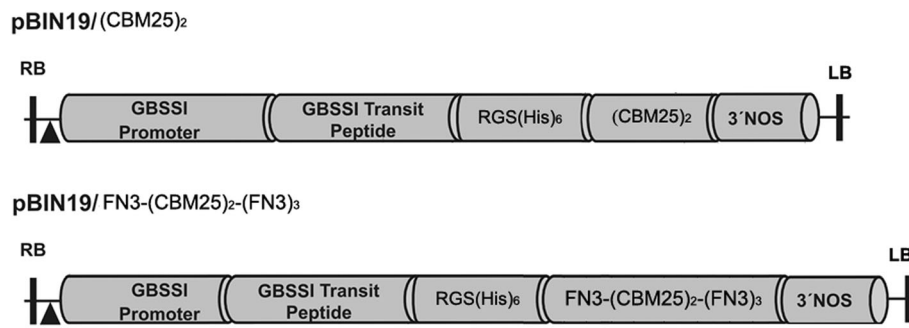 pBIN19/(CBM25)₂
RB
LB
GBSSI Promoter
GBSSI Transit Peptide
RGS(His)₆
(CBM25)₂
3´NOS
pBIN19/FN3-(CBM25)₂-(FN3)₃
RB
LB
GBSSI Promoter
GBSSI Transit Peptide
RGS(His)₆
FN3-(CBM25)₂-(FN3)₃
3´NOS